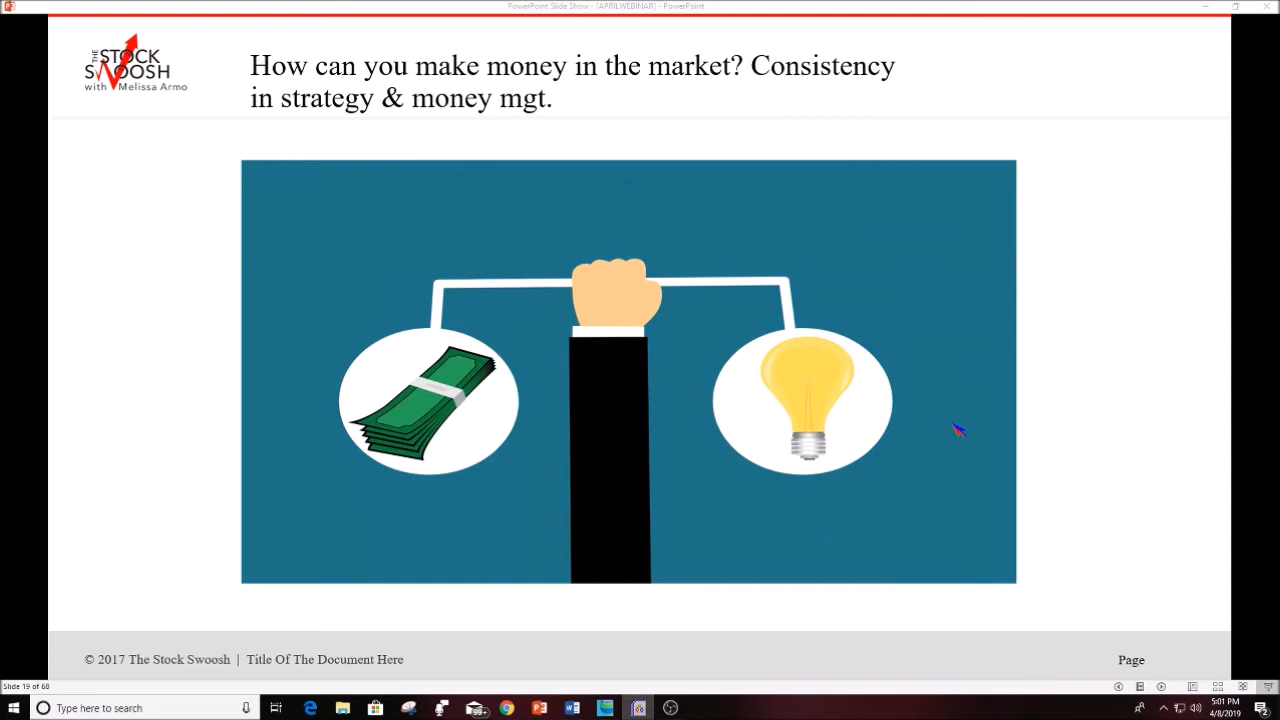 PowerPoint Slide Show - [APRILWEBINAR] - PowerPoint
THE STOCK
SWOOSH
with Melissa Armo
How can you make money in the market? Consistency
in strategy & money mgt.
© 2017 The Stock Swoosh | Title Of The Document Here
Page
Slide 19 of 68
Type here to search
99+
5:01 PM
4/8/2019
2